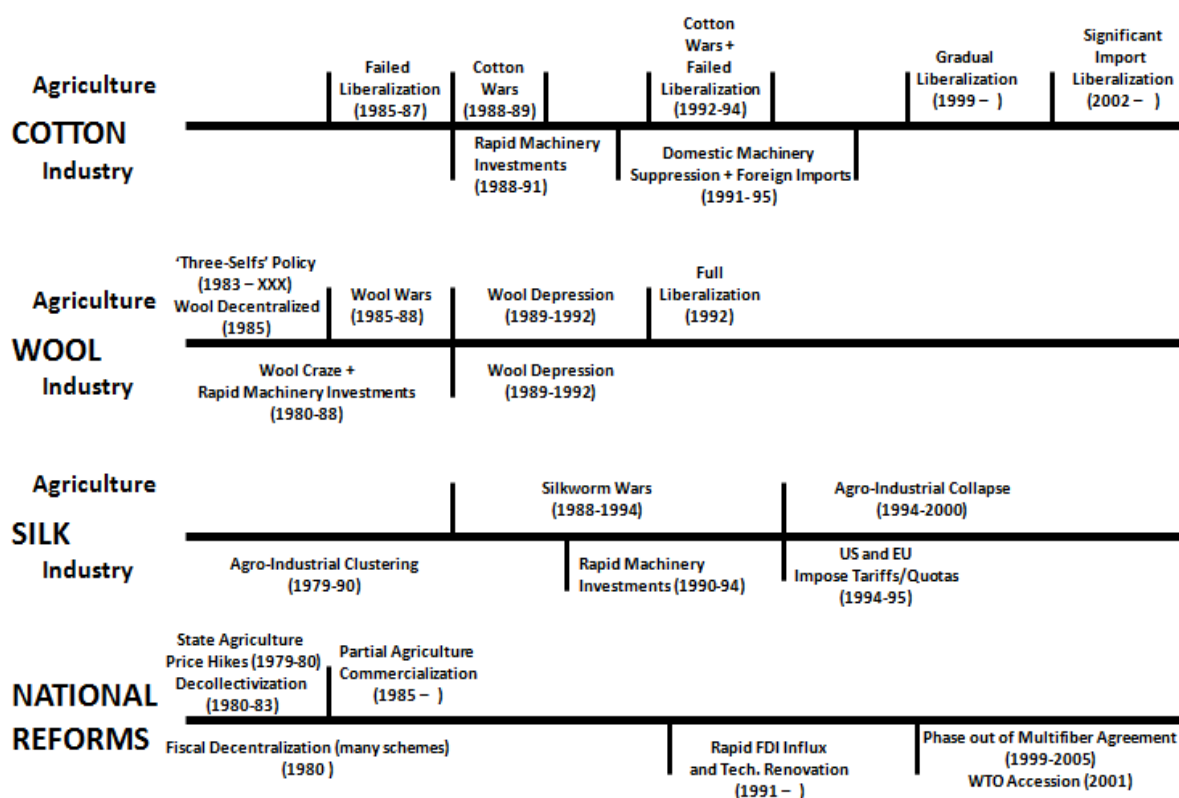 Agriculture
COTTON
Industry
Failed
Liberalization
(1985-87)
Cotton
Wars
(1988-89)
Cotton
Wars +
Failed
Liberalization
(1992-94)
Gradual
Liberalization
(1999 – )
Significant
Import
Liberalization
(2002 – )
Rapid Machinery
Investments
(1988-91)
Domestic Machinery
Suppression + Foreign Imports
(1991- 95)
Agriculture
WOOL
Industry
‘Three-Selfs’ Policy
(1983 – XXX)
Wool Decentralized
(1985)
Wool Wars
(1985-88)
Wool Depression
(1989-1992)
Full
Liberalization
(1992)
Wool Craze +
Rapid Machinery Investments
(1980-88)
Wool Depression
(1989-1992)
Agriculture
SILK
Industry
Silkworm Wars
(1988-1994)
Agro-Industrial Collapse
(1994-2000)
Agro-Industrial Clustering
(1979-90)
Rapid Machinery
Investments (1990-94)
US and EU
Impose Tariffs/Quotas
(1994-95)
NATIONAL
REFORMS
State Agriculture
Price Hikes (1979-80)
Decollectivization
(1980-83)
Partial Agriculture
Commercialization
(1985 – )
Fiscal Decentralization (many schemes)
(1980 )
Rapid FDI Influx
and Tech. Renovation
(1991 – )
Phase out of Multifiber Agreement
(1999-2005)
WTO Accession (2001)